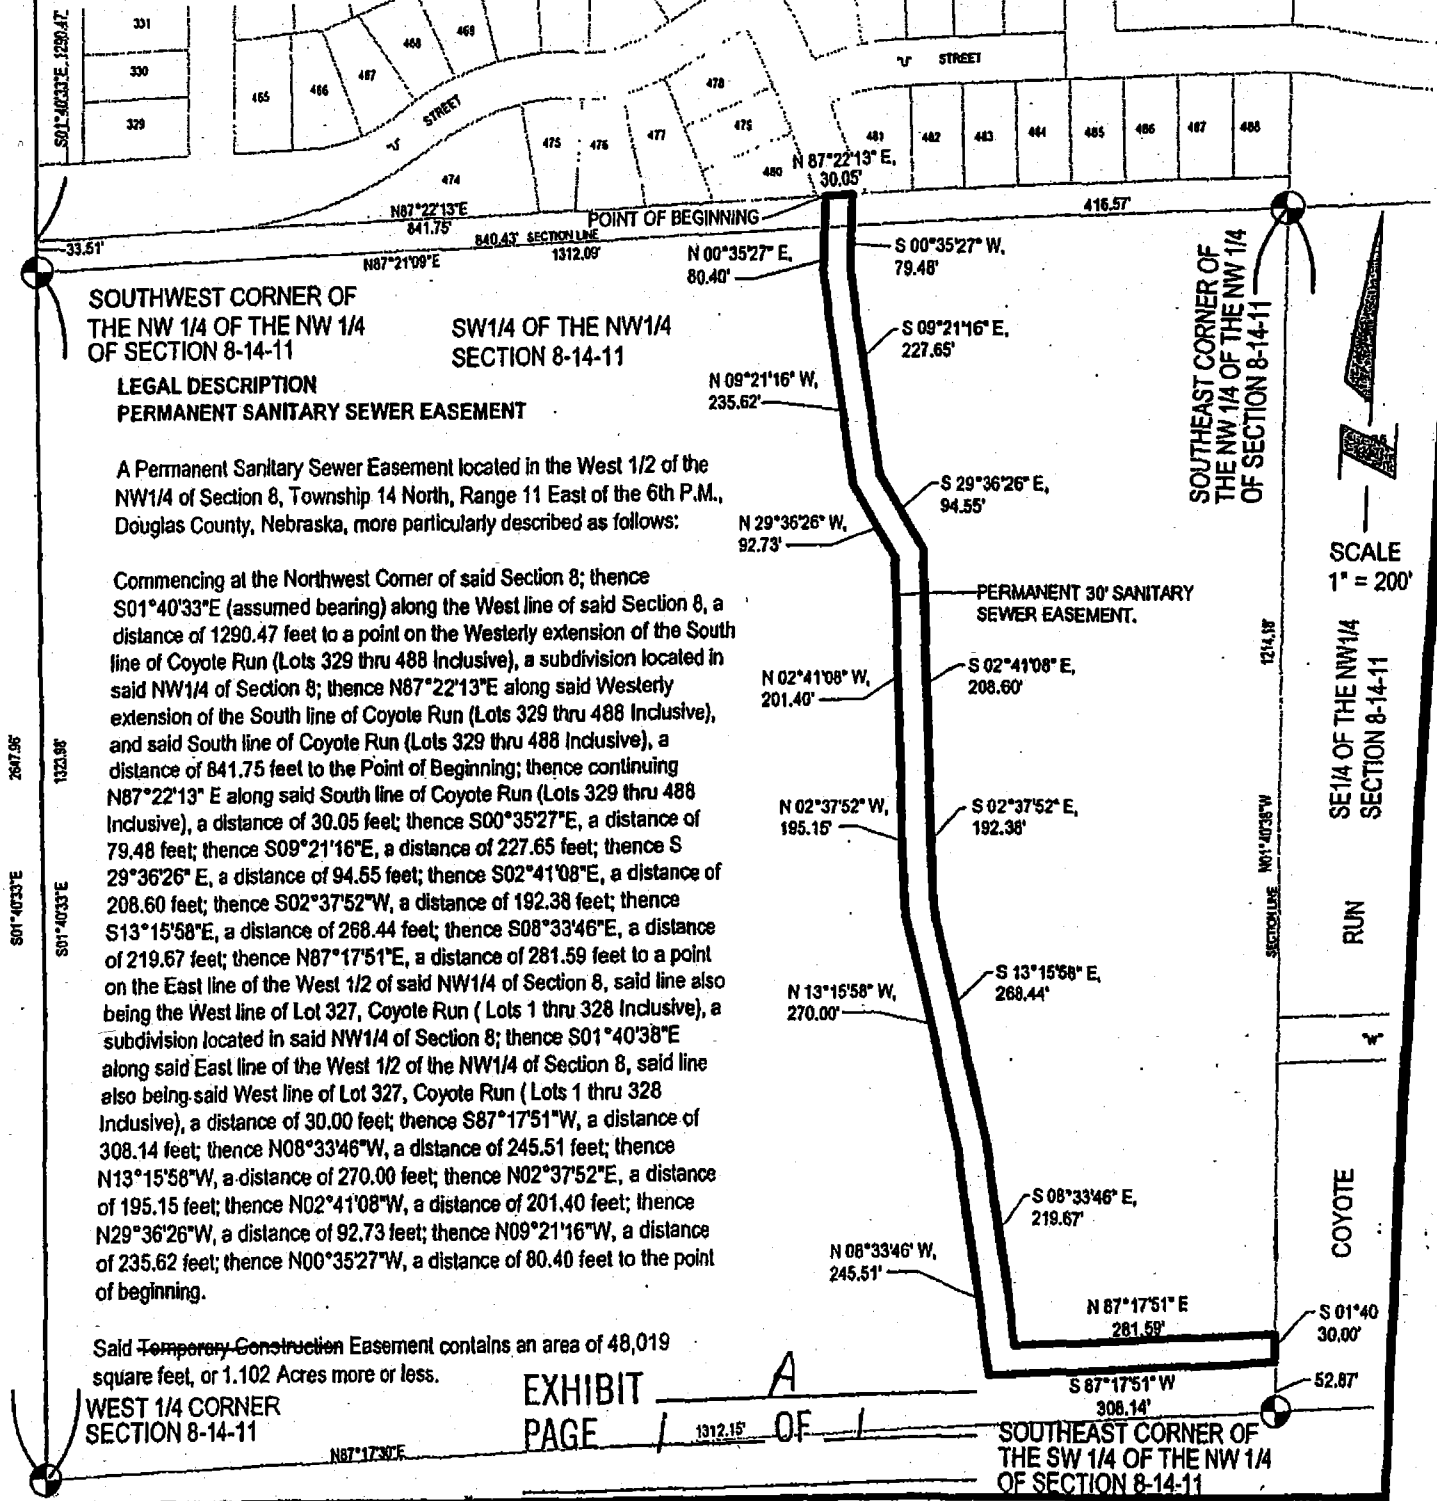 331
330
329
S01°40'33"E, 1290.47'
465
466
467
468
469
"U" STREET
474
475
476
477
478
479
480
"U" STREET
481
482
483
484
485
486
487
488
N 87°22'13" E,
30.05'
N87°22'13"E
841.75'
POINT OF BEGINNING
416.57'
33.51'
840.43' SECTION LINE
N87°21'09"E
1312.09'
N 00°35'27" E,
80.40'
S 00°35'27" W,
79.48'
SOUTHWEST CORNER OF
THE NW 1/4 OF THE NW 1/4
OF SECTION 8-14-11
SW1/4 OF THE NW1/4
SECTION 8-14-11
SOUTHEAST CORNER OF
THE NW 1/4 OF THE NW 1/4
OF SECTION 8-14-11
S 09°21'16" E,
227.65'
N 09°21'16" W,
235.62'
LEGAL DESCRIPTION
PERMANENT SANITARY SEWER EASEMENT
A Permanent Sanitary Sewer Easement located in the West 1/2 of the
NW1/4 of Section 8, Township 14 North, Range 11 East of the 6th P.M.,
Douglas County, Nebraska, more particularly described as follows:
S 29°36'26" E,
94.55'
N 29°36'26" W,
92.73'
SCALE
1" = 200'
PERMANENT 30' SANITARY
SEWER EASEMENT.
Commencing at the Northwest Corner of said Section 8; thence
S01°40'33"E (assumed bearing) along the West line of said Section 8, a
distance of 1290.47 feet to a point on the Westerly extension of the South
line of Coyote Run (Lots 329 thru 488 Inclusive), a subdivision located in
said NW1/4 of Section 8; thence N87°22'13"E along said Westerly
extension of the South line of Coyote Run (Lots 329 thru 488 Inclusive),
and said South line of Coyote Run (Lots 329 thru 488 Inclusive), a
distance of 841.75 feet to the Point of Beginning; thence continuing
N87°22'13" E along said South line of Coyote Run (Lots 329 thru 488
Inclusive), a distance of 30.05 feet; thence S00°35'27"E, a distance of
79.48 feet; thence S09°21'16"E, a distance of 227.65 feet; thence S
29°36'26" E, a distance of 94.55 feet; thence S02°41'08"E, a distance of
208.60 feet; thence S02°37'52"W, a distance of 192.38 feet; thence
S13°15'58"E, a distance of 268.44 feet; thence S08°33'46"E, a distance
of 219.67 feet; thence N87°17'51"E, a distance of 281.59 feet to a point
on the East line of the West 1/2 of said NW1/4 of Section 8, said line also
being the West line of Lot 327, Coyote Run ( Lots 1 thru 328 Inclusive), a
subdivision located in said NW1/4 of Section 8; thence S01°40'38"E
along said East line of the West 1/2 of the NW1/4 of Section 8, said line
also being said West line of Lot 327, Coyote Run ( Lots 1 thru 328
Inclusive), a distance of 30.00 feet; thence S87°17'51"W, a distance of
308.14 feet; thence N08°33'46"W, a distance of 245.51 feet; thence
N13°15'58"W, a distance of 270.00 feet; thence N02°37'52"E, a distance
of 195.15 feet; thence N02°41'08"W, a distance of 201.40 feet; thence
N29°36'26"W, a distance of 92.73 feet; thence N09°21'16"W, a distance
of 235.62 feet; thence N00°35'27"W, a distance of 80.40 feet to the point
of beginning.
S 02°41'08" E,
208.60'
N 02°41'08" W,
201.40'
1214.18'
SE1/4 OF THE NW1/4
SECTION 8-14-11
2647.96'
1323.98'
S01°40'33"E
S01°40'33"E
N 02°37'52" W,
195.15'
S 02°37'52" E,
192.38'
SECTION LINE N01°40'38"W
COYOTE RUN
S 13°15'58" E,
268.44'
N 13°15'58" W,
270.00'
"W"
S 08°33'46" E,
219.67'
N 08°33'46" W,
245.51'
N 87°17'51" E
281.59'
S 01°40
30.00'
S 87°17'51" W
308.14'
52.87'
Said Temporary Construction Easement contains an area of 48,019
square feet, or 1.102 Acres more or less.
EXHIBIT A
PAGE 1 OF 1
WEST 1/4 CORNER
SECTION 8-14-11
N87°17'30"E
1312.15'
SOUTHEAST CORNER OF
THE SW 1/4 OF THE NW 1/4
OF SECTION 8-14-11